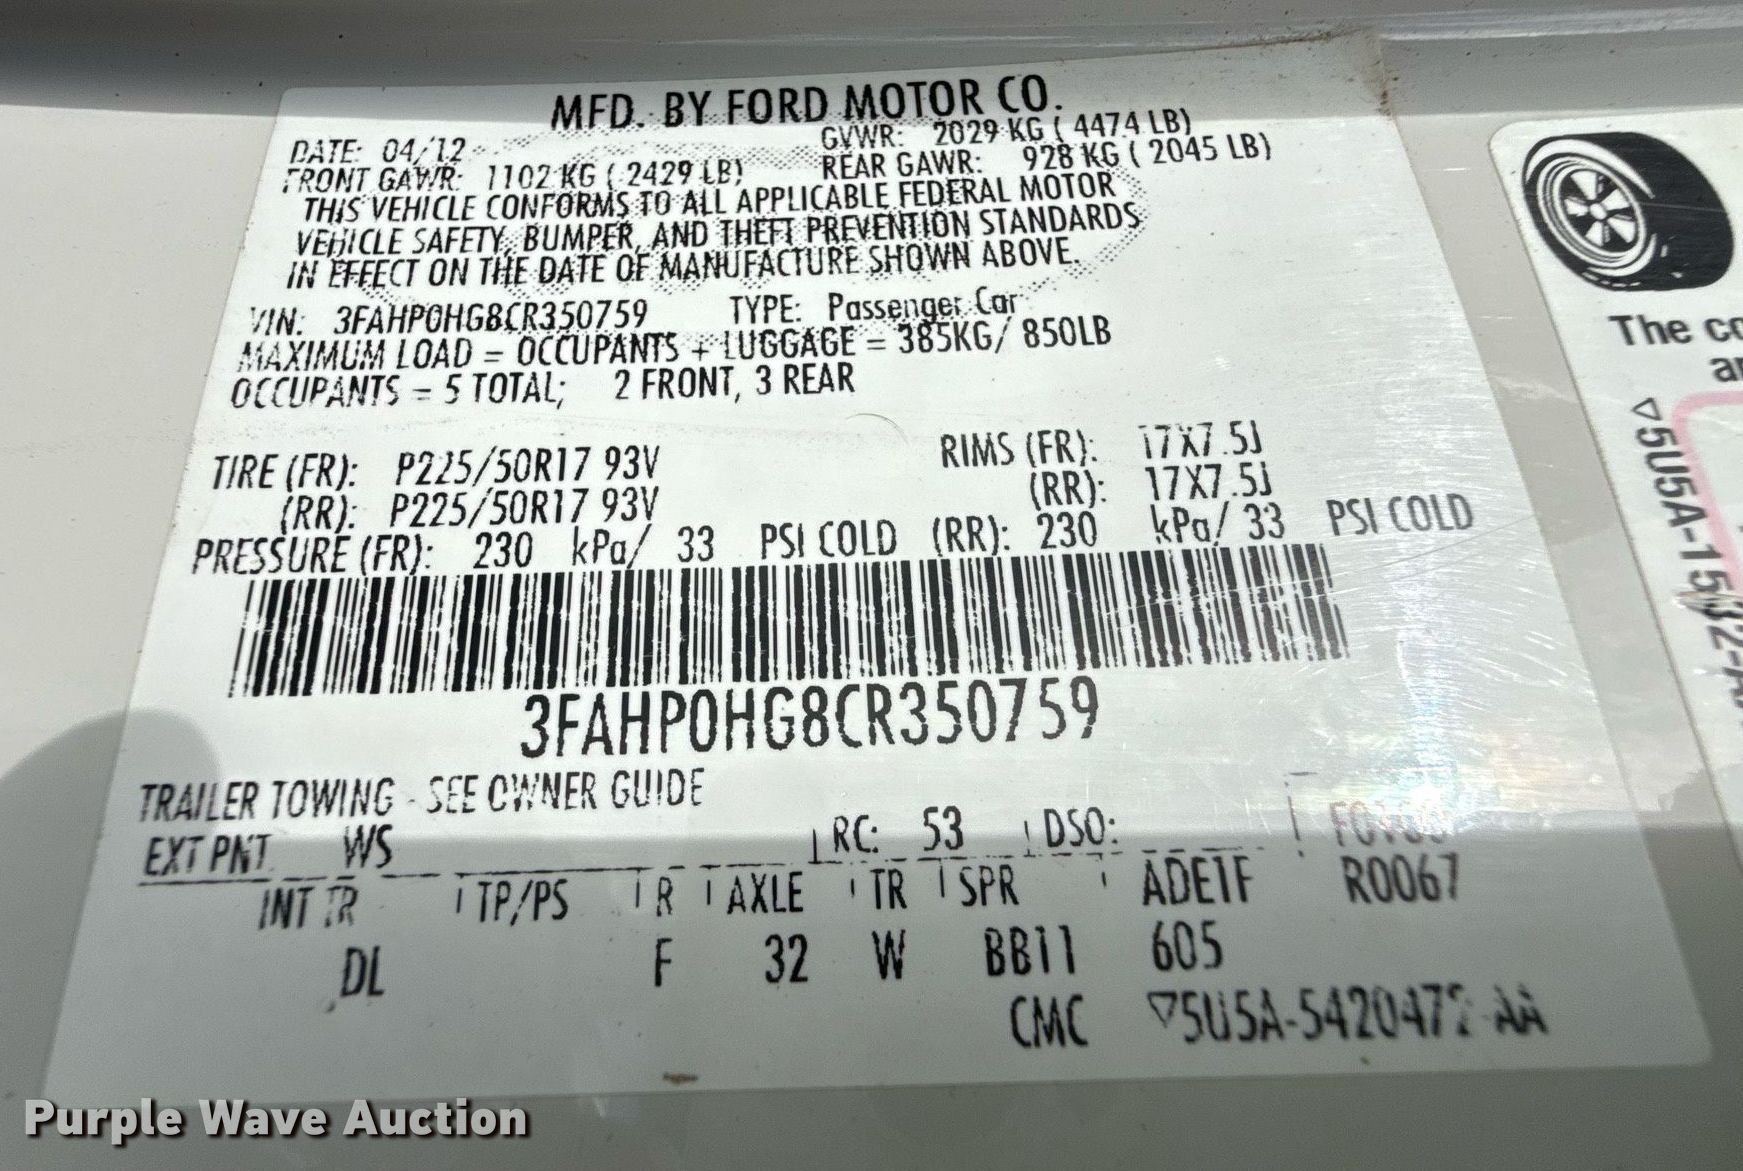 MFD. BY FORD MOTOR CO.
DATE: 04/12 GVWR: 2029 KG ( 4474 LB)
FRONT GAWR: 1102 KG ( 2429 LB) REAR GAWR: 928 KG ( 2045 LB)
THIS VEHICLE CONFORMS TO ALL APPLICABLE FEDERAL MOTOR
VEHICLE SAFETY, BUMPER, AND THEFT PREVENTION STANDARDS
IN EFFECT ON THE DATE OF MANUFACTURE SHOWN ABOVE.
VIN: 3FAHP0HG8CR350759 TYPE: Passenger Car
MAXIMUM LOAD = OCCUPANTS + LUGGAGE = 385KG/ 850LB
OCCUPANTS = 5 TOTAL; 2 FRONT, 3 REAR
TIRE (FR): P225/50R17 93V RIMS (FR): 17X7.5J
(RR): P225/50R17 93V (RR): 17X7.5J
PRESSURE (FR): 230 kPa/ 33 PSI COLD (RR): 230 kPa/ 33 PSI COLD
3FAHP0HG8CR350759
TRAILER TOWING - SEE OWNER GUIDE
EXT PNT WS RC: 53 DSO:
INT TR TP/PS R AXLE TR SPR ADE1F R0067
DL F 32 W BB11 605
CMC ▽5U5A-5420472-AA
The
▽5U5A-1532-
Purple Wave Auction